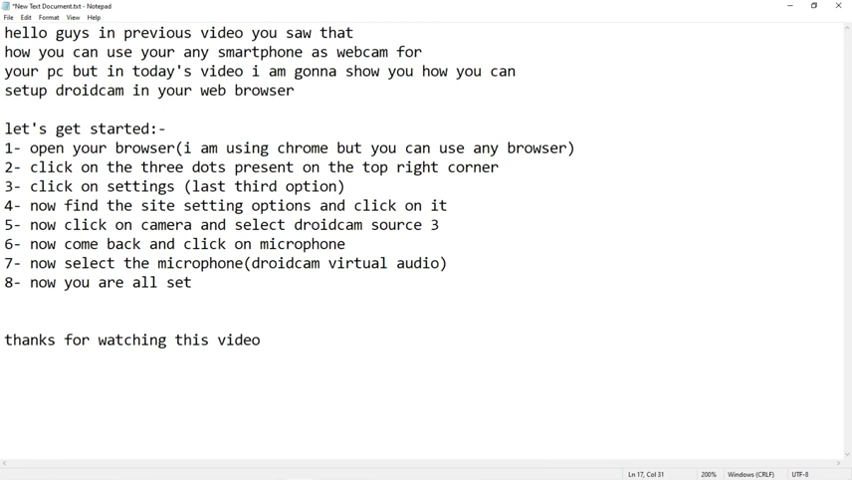 *New Text Document.txt - Notepad
File Edit Format View Help
hello guys in previous video you saw that
how you can use your any smartphone as webcam for
your pc but in today's video i am gonna show you how you can
setup droidcam in your web browser
let's get started:-
1- open your browser(i am using chrome but you can use any browser)
2- click on the three dots present on the top right corner
3- click on settings (last third option)
4- now find the site setting options and click on it
5- now click on camera and select droidcam source 3
6- now come back and click on microphone
7- now select the microphone(droidcam virtual audio)
8- now you are all set
thanks for watching this video
Ln 17, Col 31 200% Windows (CRLF) UTF-8